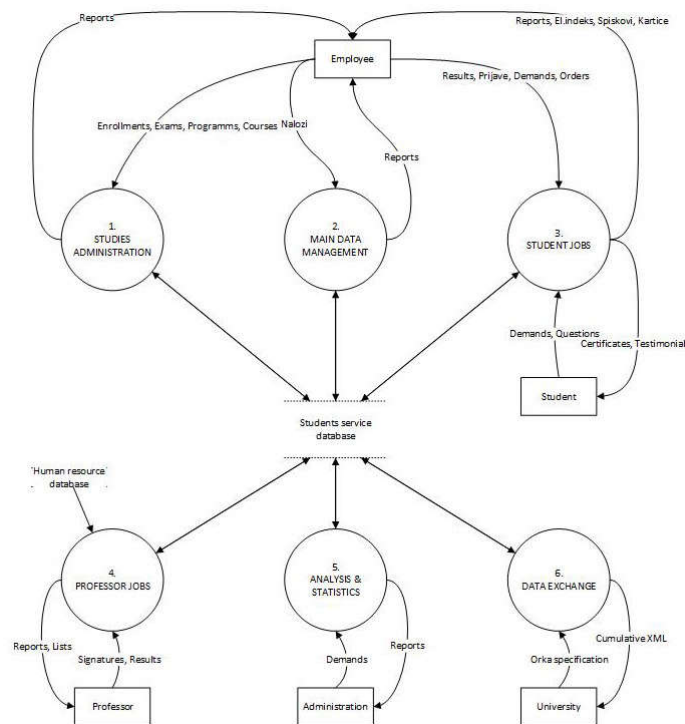 Reports
Reports, El.indeks, Spiskovi, Kartice
Employee
Results, Prijave, Demands, Orders
Enrollments, Exams, Programms, Courses
Nalozi
Reports
1.
STUDIES
ADMINISTRATION
2.
MAIN DATA
MANAGEMENT
3.
STUDENT JOBS
Demands, Questions
Certificates, Testimonial
Student
Students service
database
Human resource
database
4.
PROFESSOR JOBS
5.
ANALYSIS &
STATISTICS
6.
DATA EXCHANGE
Reports, Lists
Signatures, Results
Demands
Reports
Orka specification
Cumulative XML
Professor
Administration
University